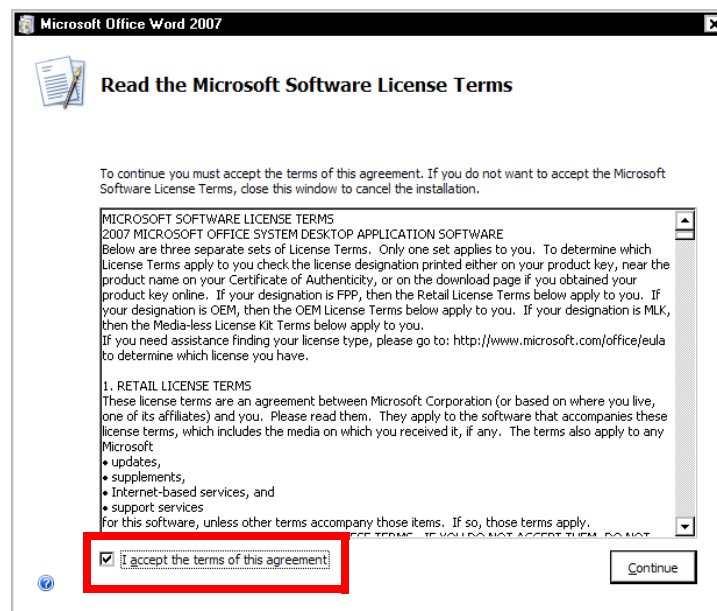 Microsoft Office Word 2007
Read the Microsoft Software License Terms
To continue you must accept the terms of this agreement. If you do not want to accept the Microsoft
Software License Terms, close this window to cancel the installation.
MICROSOFT SOFTWARE LICENSE TERMS
2007 MICROSOFT OFFICE SYSTEM DESKTOP APPLICATION SOFTWARE
Below are three separate sets of License Terms.  Only one set applies to you.  To determine which
License Terms apply to you check the license designation printed either on your product key, near the
product name on your Certificate of Authenticity, or on the download page if you obtained your
product key online.  If your designation is FPP, then the Retail License Terms below apply to you.  If
your designation is OEM, then the OEM License Terms below apply to you.  If your designation is MLK,
then the Media-less License Kit Terms below apply to you.
If you need assistance finding your license type, please go to: http://www.microsoft.com/office/eula
to determine which license you have.
1. RETAIL LICENSE TERMS
These license terms are an agreement between Microsoft Corporation (or based on where you live,
one of its affiliates) and you.  Please read them.  They apply to the software that accompanies these
license terms, which includes the media on which you received it, if any.  The terms also apply to any
Microsoft
• updates,
• supplements,
• Internet-based services, and
• support services
for this software, unless other terms accompany those items.  If so, those terms apply.
TERMS. IF YOU DO NOT ACCEPT THEM, DO NOT
I accept the terms of this agreement
Continue